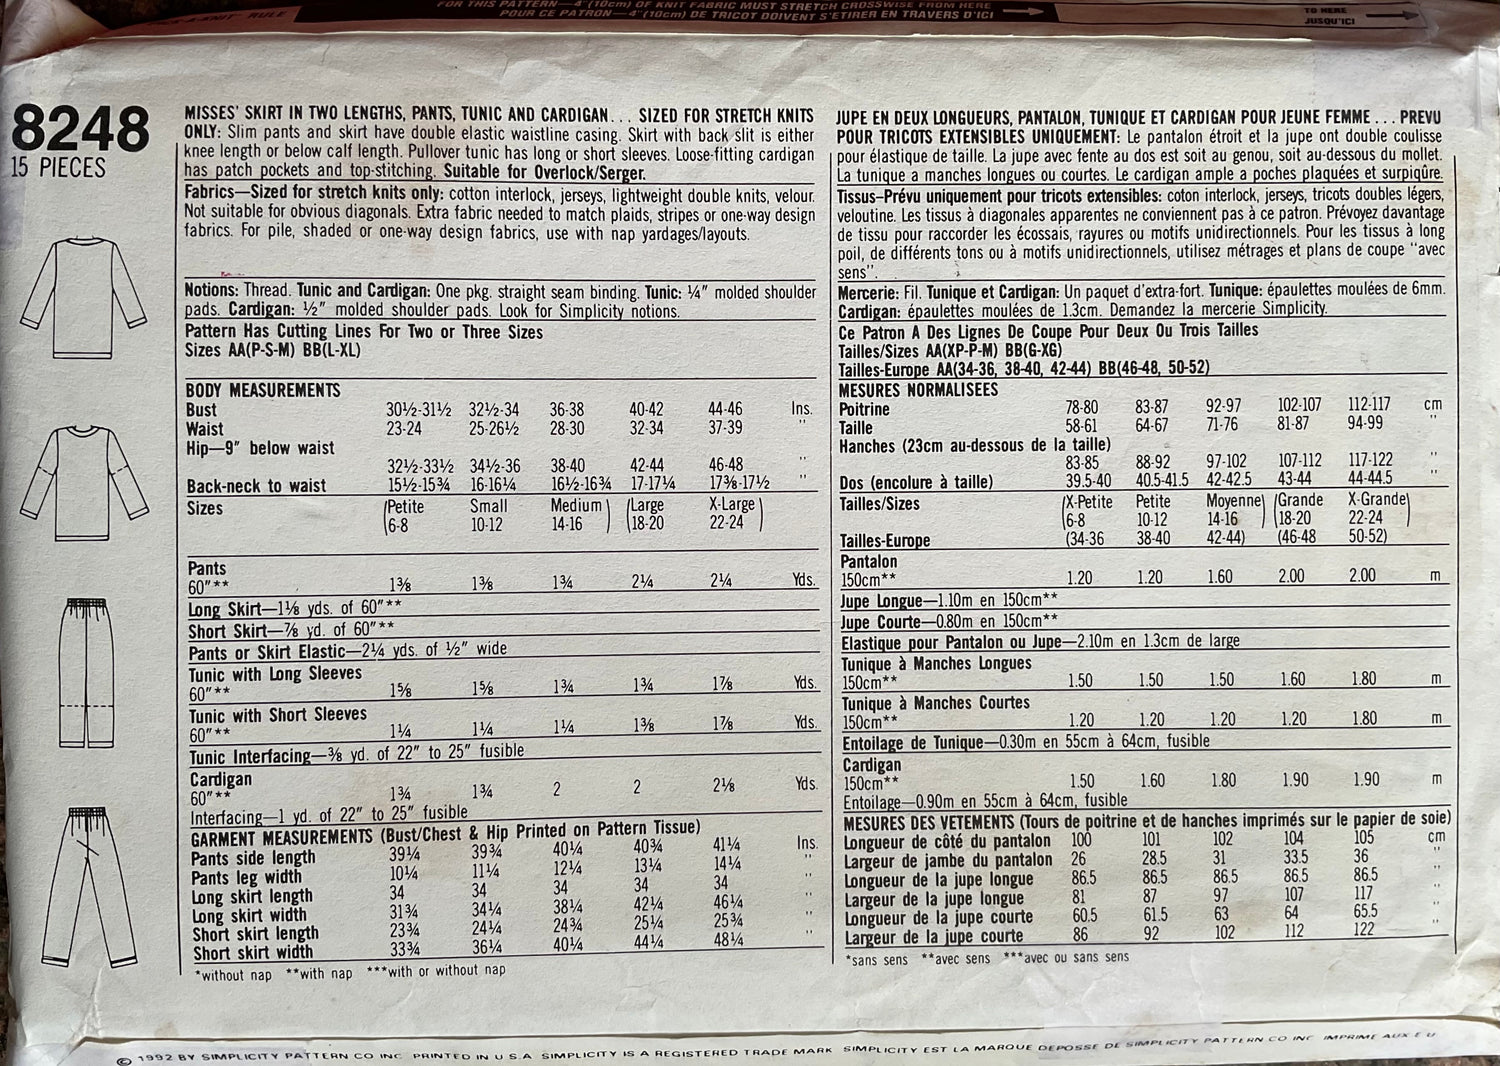 PICK-A-KNIT® RULE
FOR THIS PATTERN—4″ (10cm) OF KNIT FABRIC MUST STRETCH CROSSWISE FROM HERE
POUR CE PATRON—4″ (10cm) DE TRICOT DOIVENT S'ETIRER EN TRAVERS D'ICI
TO HERE
JUSQU'ICI
8248
15 PIECES
MISSES' SKIRT IN TWO LENGTHS, PANTS, TUNIC AND CARDIGAN... SIZED FOR STRETCH KNITS
ONLY: Slim pants and skirt have double elastic waistline casing. Skirt with back slit is either
knee length or below calf length. Pullover tunic has long or short sleeves. Loose-fitting cardigan
has patch pockets and top-stitching. Suitable for Overlock/Serger.
Fabrics—Sized for stretch knits only: cotton interlock, jerseys, lightweight double knits, velour.
Not suitable for obvious diagonals. Extra fabric needed to match plaids, stripes or one-way design
fabrics. For pile, shaded or one-way design fabrics, use with nap yardages/layouts.
Notions: Thread. Tunic and Cardigan: One pkg. straight seam binding. Tunic: ¼″ molded shoulder
pads. Cardigan: ½″ molded shoulder pads. Look for Simplicity notions.
Pattern Has Cutting Lines For Two or Three Sizes
Sizes AA(P-S-M) BB(L-XL)
BODY MEASUREMENTS
Bust 30½-31½ 32½-34 36-38 40-42 44-46 Ins.
Waist 23-24 25-26½ 28-30 32-34 37-39 ″
Hip—9″ below waist
32½-33½ 34½-36 38-40 42-44 46-48 ″
Back-neck to waist 15½-15¾ 16-16¼ 16½-16¾ 17-17¼ 17⅜-17½ ″
Sizes (Petite Small Medium) (Large X-Large)
6-8 10-12 14-16 18-20 22-24
Pants
60″** 1⅜ 1⅜ 1¾ 2¼ 2¼ Yds.
Long Skirt—1⅛ yds. of 60″**
Short Skirt—⅞ yd. of 60″**
Pants or Skirt Elastic—2¼ yds. of ½″ wide
Tunic with Long Sleeves
60″** 1⅝ 1⅝ 1¾ 1¾ 1⅞ Yds.
Tunic with Short Sleeves
60″** 1¼ 1¼ 1¼ 1⅜ 1⅞ Yds.
Tunic Interfacing—⅜ yd. of 22″ to 25″ fusible
Cardigan
60″** 1¾ 1¾ 2 2 2⅛ Yds.
Interfacing—1 yd. of 22″ to 25″ fusible
GARMENT MEASUREMENTS (Bust/Chest & Hip Printed on Pattern Tissue)
Pants side length 39¼ 39¾ 40¼ 40¾ 41¼ Ins.
Pants leg width 10¼ 11¼ 12¼ 13¼ 14¼ ″
Long skirt length 34 34 34 34 34 ″
Long skirt width 31¾ 34¼ 38¼ 42¼ 46¼ ″
Short skirt length 23¾ 24¼ 24¾ 25¼ 25¾ ″
Short skirt width 33¾ 36¼ 40¼ 44¼ 48¼
*without nap **with nap ***with or without nap
JUPE EN DEUX LONGUEURS, PANTALON, TUNIQUE ET CARDIGAN POUR JEUNE FEMME... PREVU
POUR TRICOTS EXTENSIBLES UNIQUEMENT: Le pantalon étroit et la jupe ont double coulisse
pour élastique de taille. La jupe avec fente au dos est soit au genou, soit au-dessous du mollet.
La tunique a manches longues ou courtes. Le cardigan ample a poches plaquées et surpiqûre.
Tissus—Prévu uniquement pour tricots extensibles: coton interlock, jerseys, tricots doubles légers,
veloutine. Les tissus à diagonales apparentes ne conviennent pas à ce patron. Prévoyez davantage
de tissu pour raccorder les écossais, rayures ou motifs unidirectionnels. Pour les tissus à long
poil, de différents tons ou à motifs unidirectionnels, utilisez métrages et plans de coupe "avec
sens".
Mercerie: Fil. Tunique et Cardigan: Un paquet d'extra-fort. Tunique: épaulettes moulées de 6mm.
Cardigan: épaulettes moulées de 1.3cm. Demandez la mercerie Simplicity.
Ce Patron A Des Lignes De Coupe Pour Deux Ou Trois Tailles
Tailles/Sizes AA(XP-P-M) BB(G-XG)
Tailles-Europe AA(34-36, 38-40, 42-44) BB(46-48, 50-52)
MESURES NORMALISEES
Poitrine 78-80 83-87 92-97 102-107 112-117 cm
Taille 58-61 64-67 71-76 81-87 94-99 ″
Hanches (23cm au-dessous de la taille)
83-85 88-92 97-102 107-112 117-122 ″
Dos (encolure à taille) 39.5-40 40.5-41.5 42-42.5 43-44 44-44.5 ″
Tailles/Sizes (X-Petite Petite Moyenne) (Grande X-Grande)
6-8 10-12 14-16 18-20 22-24
Tailles-Europe (34-36 38-40 42-44) (46-48 50-52)
Pantalon
150cm** 1.20 1.20 1.60 2.00 2.00 m
Jupe Longue—1.10m en 150cm**
Jupe Courte—0.80m en 150cm**
Elastique pour Pantalon ou Jupe—2.10m en 1.3cm de large
Tunique à Manches Longues
150cm** 1.50 1.50 1.50 1.60 1.80 m
Tunique à Manches Courtes
150cm** 1.20 1.20 1.20 1.20 1.80 m
Entoilage de Tunique—0.30m en 55cm à 64cm, fusible
Cardigan
150cm** 1.50 1.60 1.80 1.90 1.90 m
Entoilage—0.90m en 55cm à 64cm, fusible
MESURES DES VETEMENTS (Tours de poitrine et de hanches imprimés sur le papier de soie)
Longueur de côté du pantalon 100 101 102 104 105 cm
Largeur de jambe du pantalon 26 28.5 31 33.5 36 ″
Longueur de la jupe longue 86.5 86.5 86.5 86.5 86.5 ″
Largeur de la jupe longue 81 87 97 107 117 ″
Longueur de la jupe courte 60.5 61.5 63 64 65.5 ″
Largeur de la jupe courte 86 92 102 112 122 ″
*sans sens **avec sens ***avec ou sans sens
© 1992 BY SIMPLICITY PATTERN CO INC PRINTED IN U S A SIMPLICITY IS A REGISTERED TRADE MARK SIMPLICITY EST LA MARQUE DEPOSSE DE SIMPLICITY PATTERN CO INC IMPRIME AUX E U